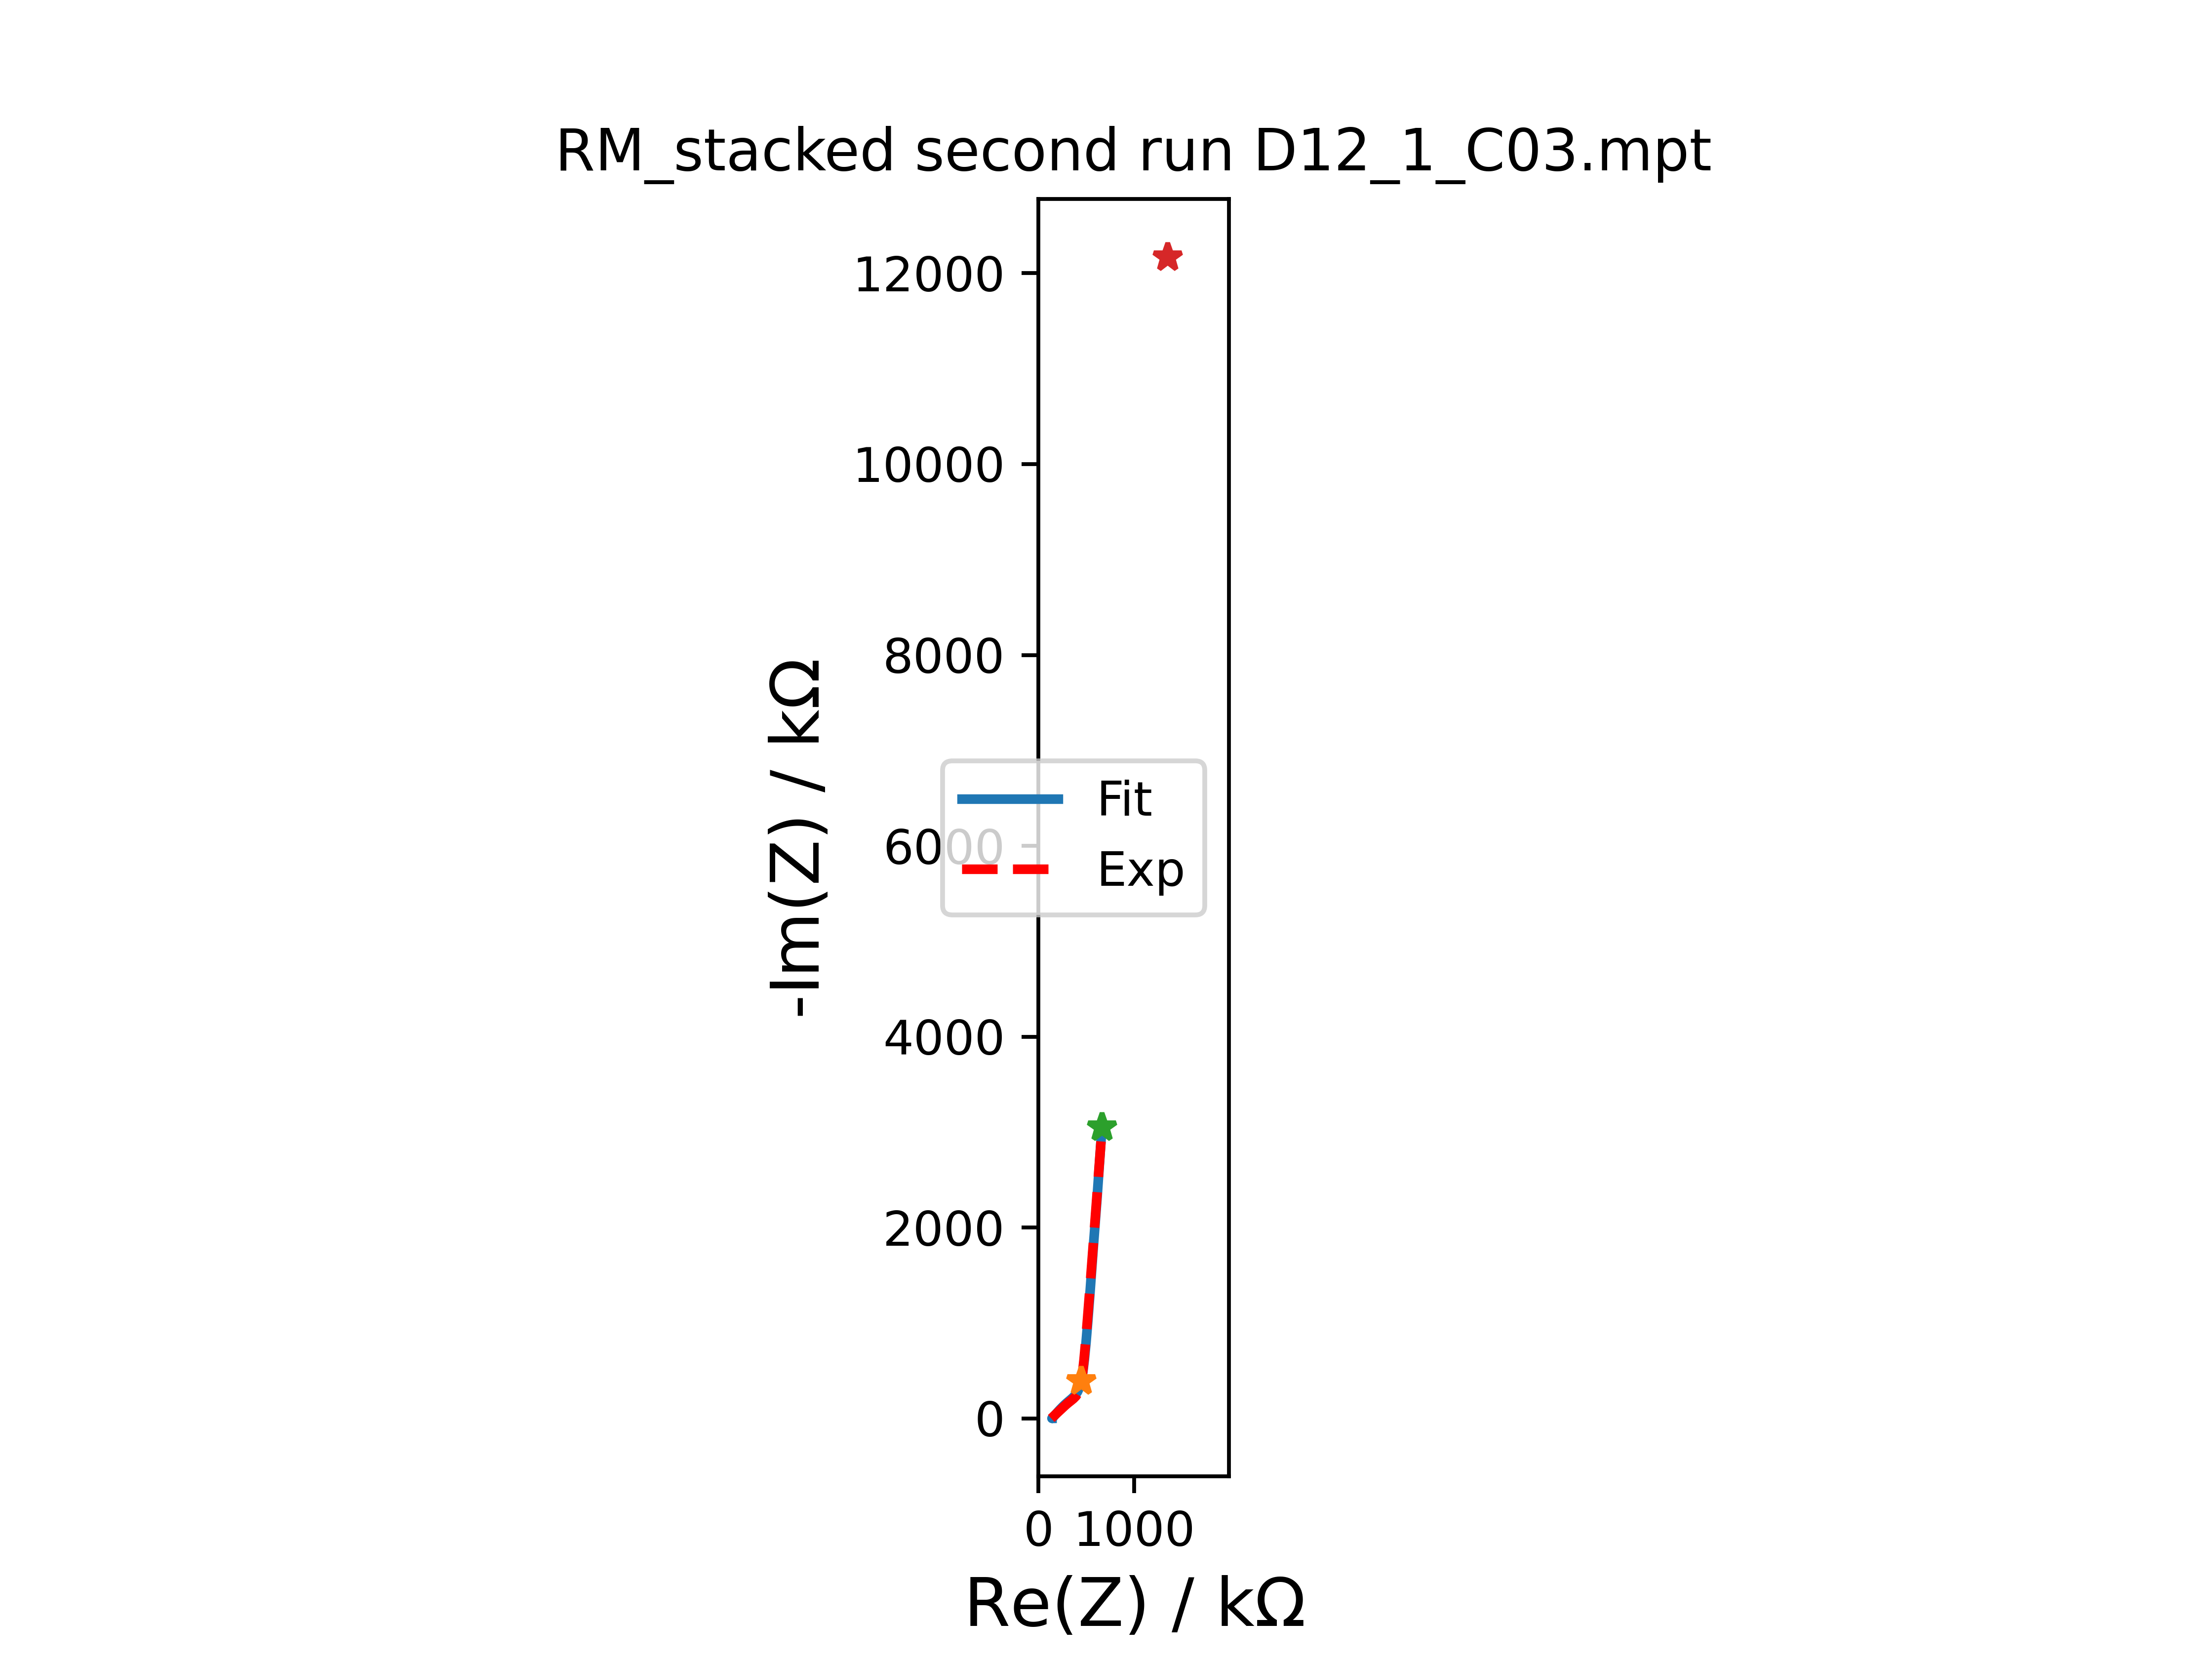 RM_stacked second run D12_1_C03.mpt
12000
10000
8000
6000
4000
2000
0
-Im(Z) / kΩ
Fit
Exp
0 1000
Re(Z) / kΩ